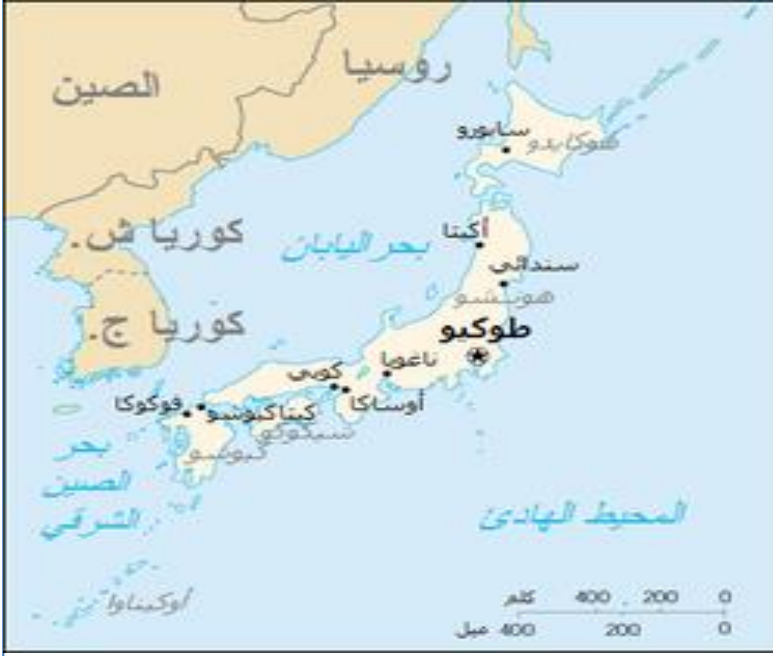 روسيا
الصين
سابورو
هوكايدو
كوريا ش.
أكيتا
بحر اليابان
سندائي
هونشو
كوريا ج.
طوكيو
ناغويا
كوبي
أوساكا
كيتاكيوشو
فوكوكا
شيكوكو
كيوشو
بحر
الصين
الشرقي
المحيط الهادئ
أوكيناوا
0 200 400 كلم
0 200 400 ميل